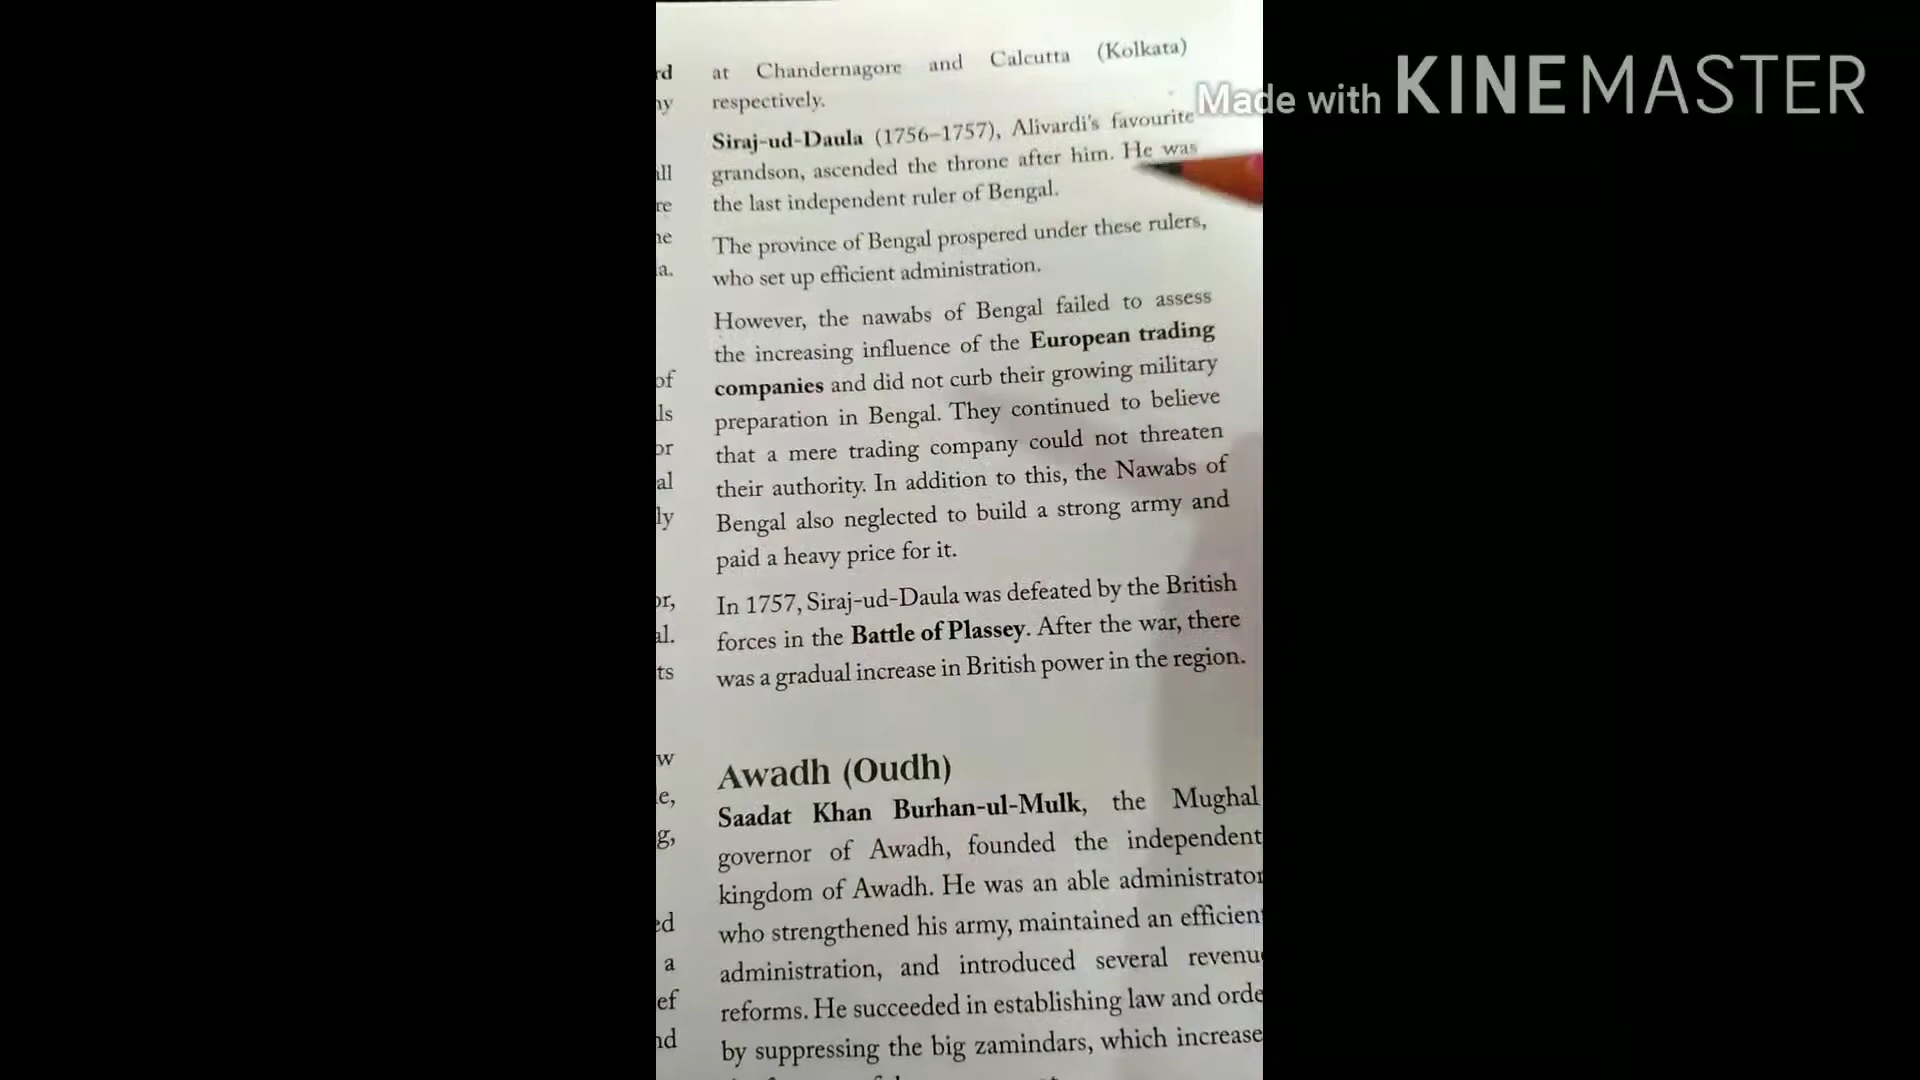 Made with KINEMASTER
at Chandernagore and Calcutta (Kolkata)
respectively.
Siraj-ud-Daula (1756–1757), Alivardi's favourite
grandson, ascended the throne after him. He was
the last independent ruler of Bengal.
The province of Bengal prospered under these rulers,
who set up efficient administration.
However, the nawabs of Bengal failed to assess
the increasing influence of the European trading
companies and did not curb their growing military
preparation in Bengal. They continued to believe
that a mere trading company could not threaten
their authority. In addition to this, the Nawabs of
Bengal also neglected to build a strong army and
paid a heavy price for it.
In 1757, Siraj-ud-Daula was defeated by the British
forces in the Battle of Plassey. After the war, there
was a gradual increase in British power in the region.
Awadh (Oudh)
Saadat Khan Burhan-ul-Mulk, the Mughal
governor of Awadh, founded the independent
kingdom of Awadh. He was an able administrator
who strengthened his army, maintained an efficien
administration, and introduced several revenu
reforms. He succeeded in establishing law and orde
by suppressing the big zamindars, which increase